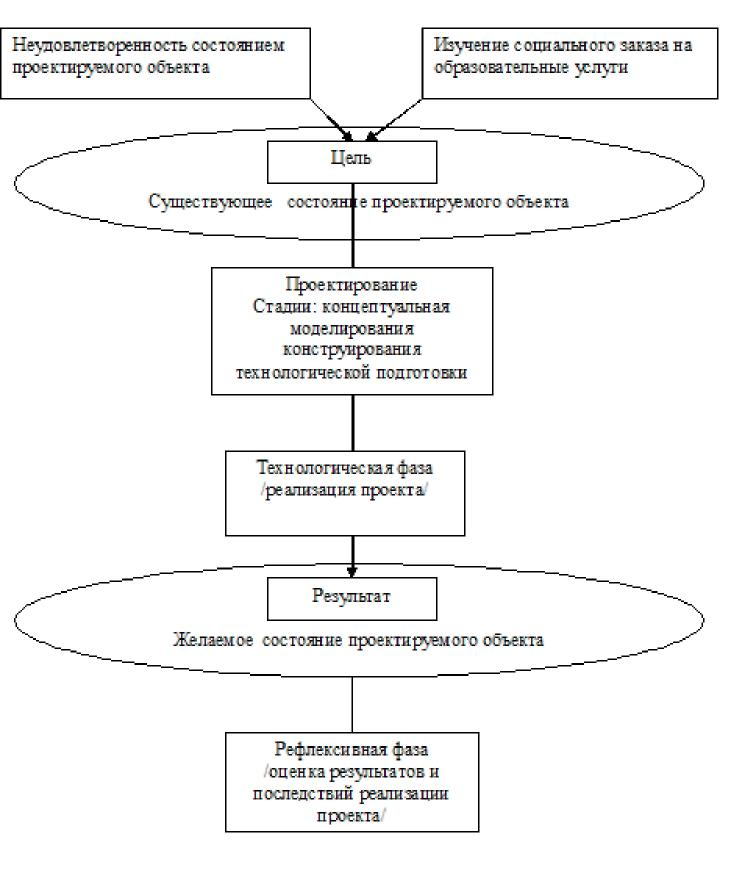 Неудовлетворенность состоянием
проектируемого объекта
Изучение социального заказа на
образовательные услуги
Цель
Существующее состояние проектируемого объекта
Проектирование
Стадии: концептуальная
моделирования
конструирования
технологической подготовки
Технологическая фаза
/реализация проекта/
Результат
Желаемое состояние проектируемого объекта
Рефлексивная фаза
/оценка результатов и
последствий реализации
проекта/